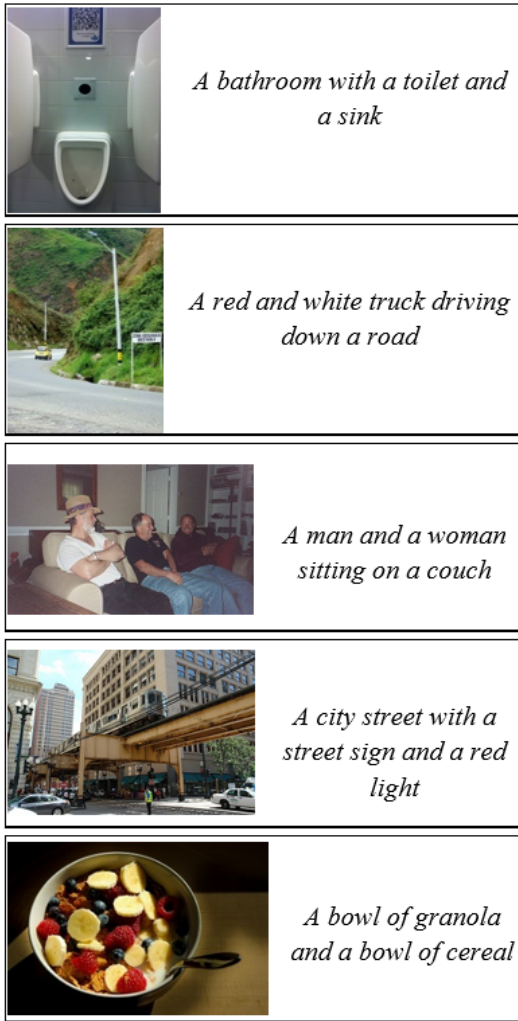 A bathroom with a toilet and
a sink
A red and white truck driving
down a road
A man and a woman
sitting on a couch
A city street with a
street sign and a red
light
A bowl of granola
and a bowl of cereal